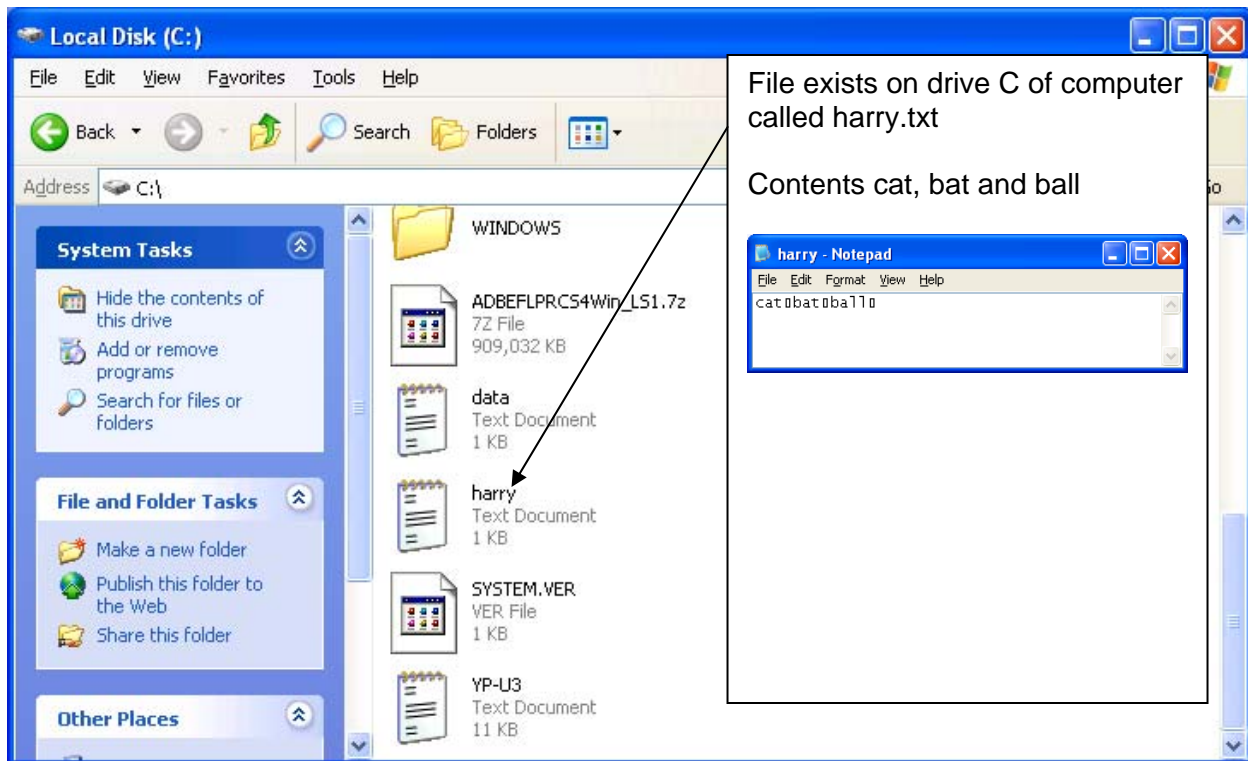 Local Disk (C:)
File Edit View Favorites Tools Help
Back Search Folders
Address C:\
System Tasks
Hide the contents of
this drive
Add or remove
programs
Search for files or
folders
File and Folder Tasks
Make a new folder
Publish this folder to
the Web
Share this folder
Other Places
WINDOWS
ADBEFLPRCS4Win_LS1.7z
7Z File
909,032 KB
data
Text Document
1 KB
harry
Text Document
1 KB
SYSTEM.VER
VER File
1 KB
YP-U3
Text Document
11 KB
File exists on drive C of computer
called harry.txt
Contents cat, bat and ball
harry - Notepad
File Edit Format View Help
cat▯bat▯ball▯